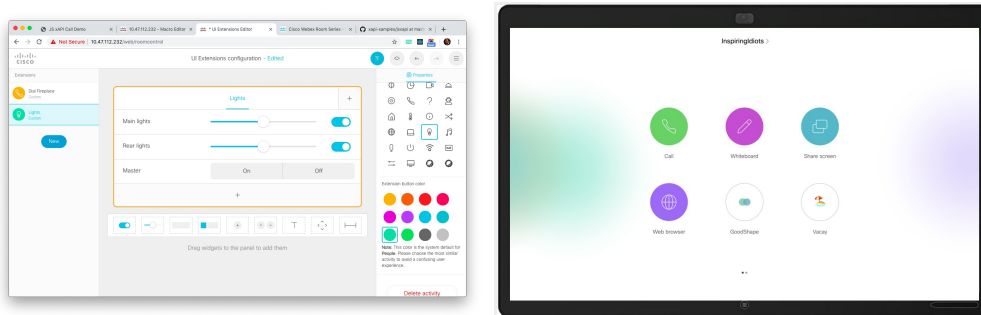 JS xAPI Call Demo
10.47.112.232 - Macro Editor
* UI Extensions Editor
Cisco Webex Room Series
xapi-samples/jsxapi at mac
Not Secure | 10.47.112.232/web/roomcontrol
CISCO
UI Extensions configuration - Edited
Extensions
Dial Fireplace
Custom
Lights
Custom
New
Lights
+
Main lights
Rear lights
Master
On
Off
+
Drag widgets to the panel to add them
Properties
Extension button color
Note: This color is the system default for
People. Please choose the most similar
activity to avoid a confusing user
experience.
Delete activity
InspiringIdiots >
Call
Whiteboard
Share screen
Web browser
GoodShape
Vacay